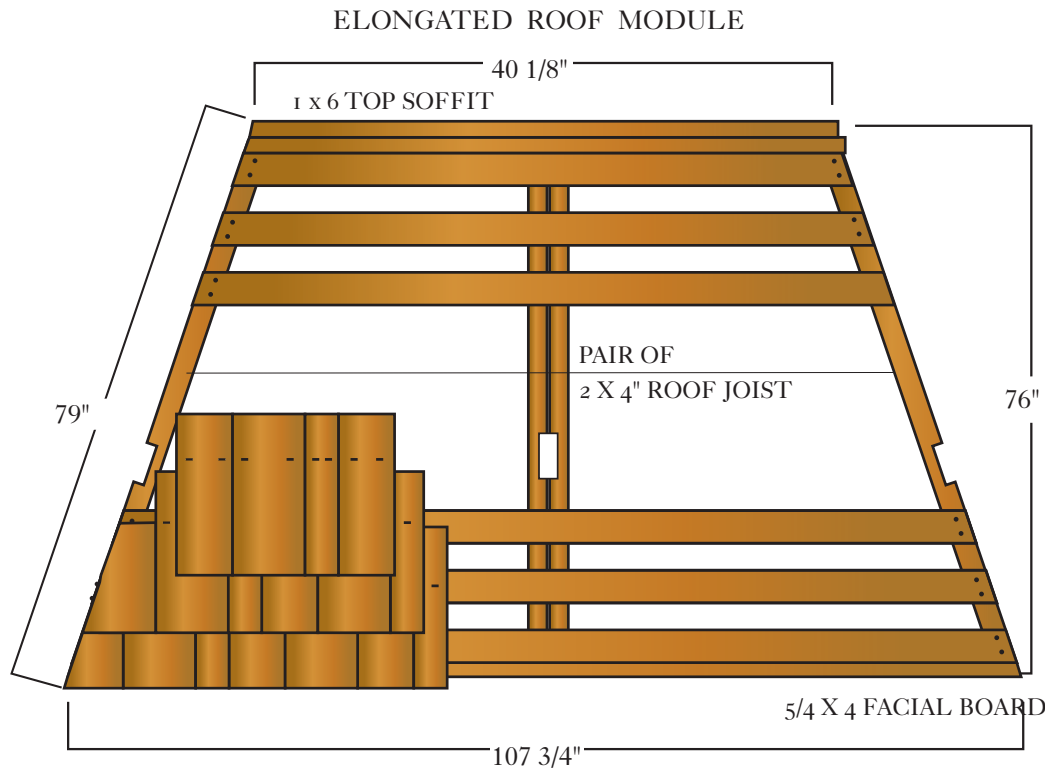 ELONGATED ROOF MODULE
40 1/8"
1 x 6 TOP SOFFIT
PAIR OF
2 X 4" ROOF JOIST
79"
76"
5/4 X 4 FACIAL BOARD
107 3/4"